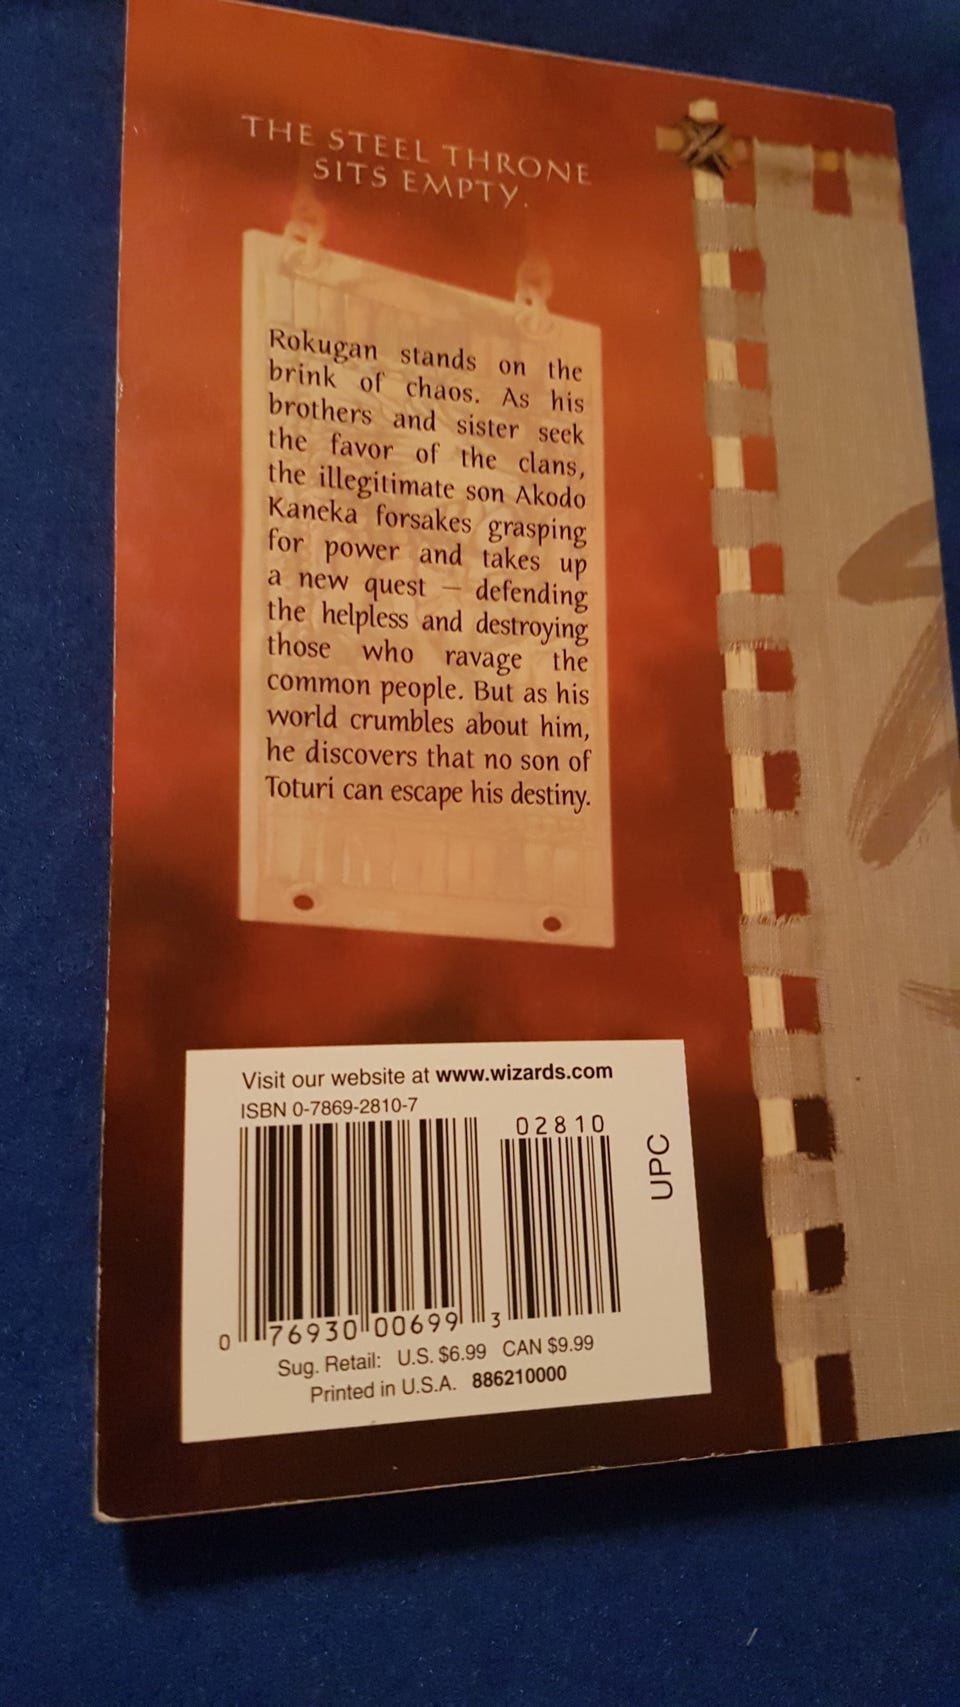 THE STEEL THRONE
SITS EMPTY.
Rokugan stands on the
brink of chaos. As his
brothers and sister seek
the favor of the clans,
the illegitimate son Akodo
Kaneka forsakes grasping
for power and takes up
a new quest – defending
the helpless and destroying
those who ravage the
common people. But as his
world crumbles about him,
he discovers that no son of
Toturi can escape his destiny.
Visit our website at www.wizards.com
ISBN 0-7869-2810-7
02810
UPC
0 76930 00699 3
Sug. Retail: U.S. $6.99 CAN $9.99
Printed in U.S.A. 886210000